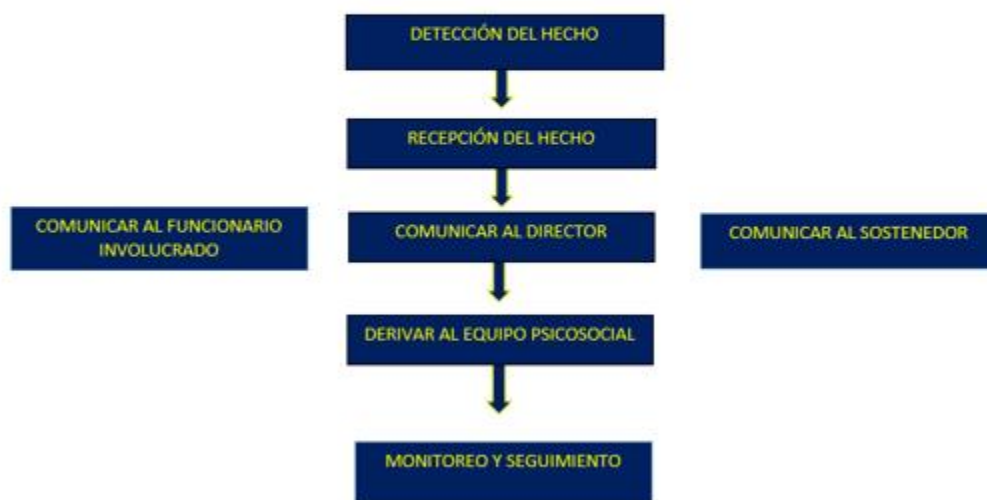 DETECCIÓN DEL HECHO
RECEPCIÓN DEL HECHO
COMUNICAR AL FUNCIONARIO
INVOLUCRADO
COMUNICAR AL DIRECTOR
COMUNICAR AL SOSTENEDOR
DERIVAR AL EQUIPO PSICOSOCIAL
MONITOREO Y SEGUIMIENTO